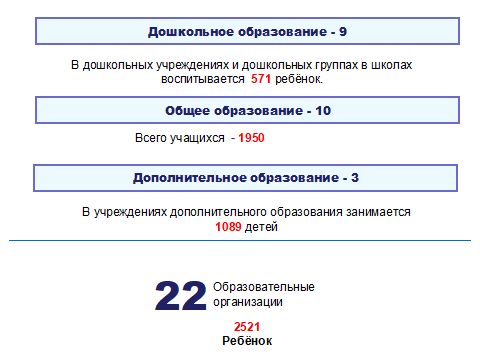 Дошкольное образование - 9
В дошкольных учреждениях и дошкольных группах в школах
воспитывается 571 ребёнок.
Общее образование - 10
Всего учащихся - 1950
Дополнительное образование - 3
В учреждениях дополнительного образования занимается
1089 детей
22 Образовательные
организации
2521
Ребёнок